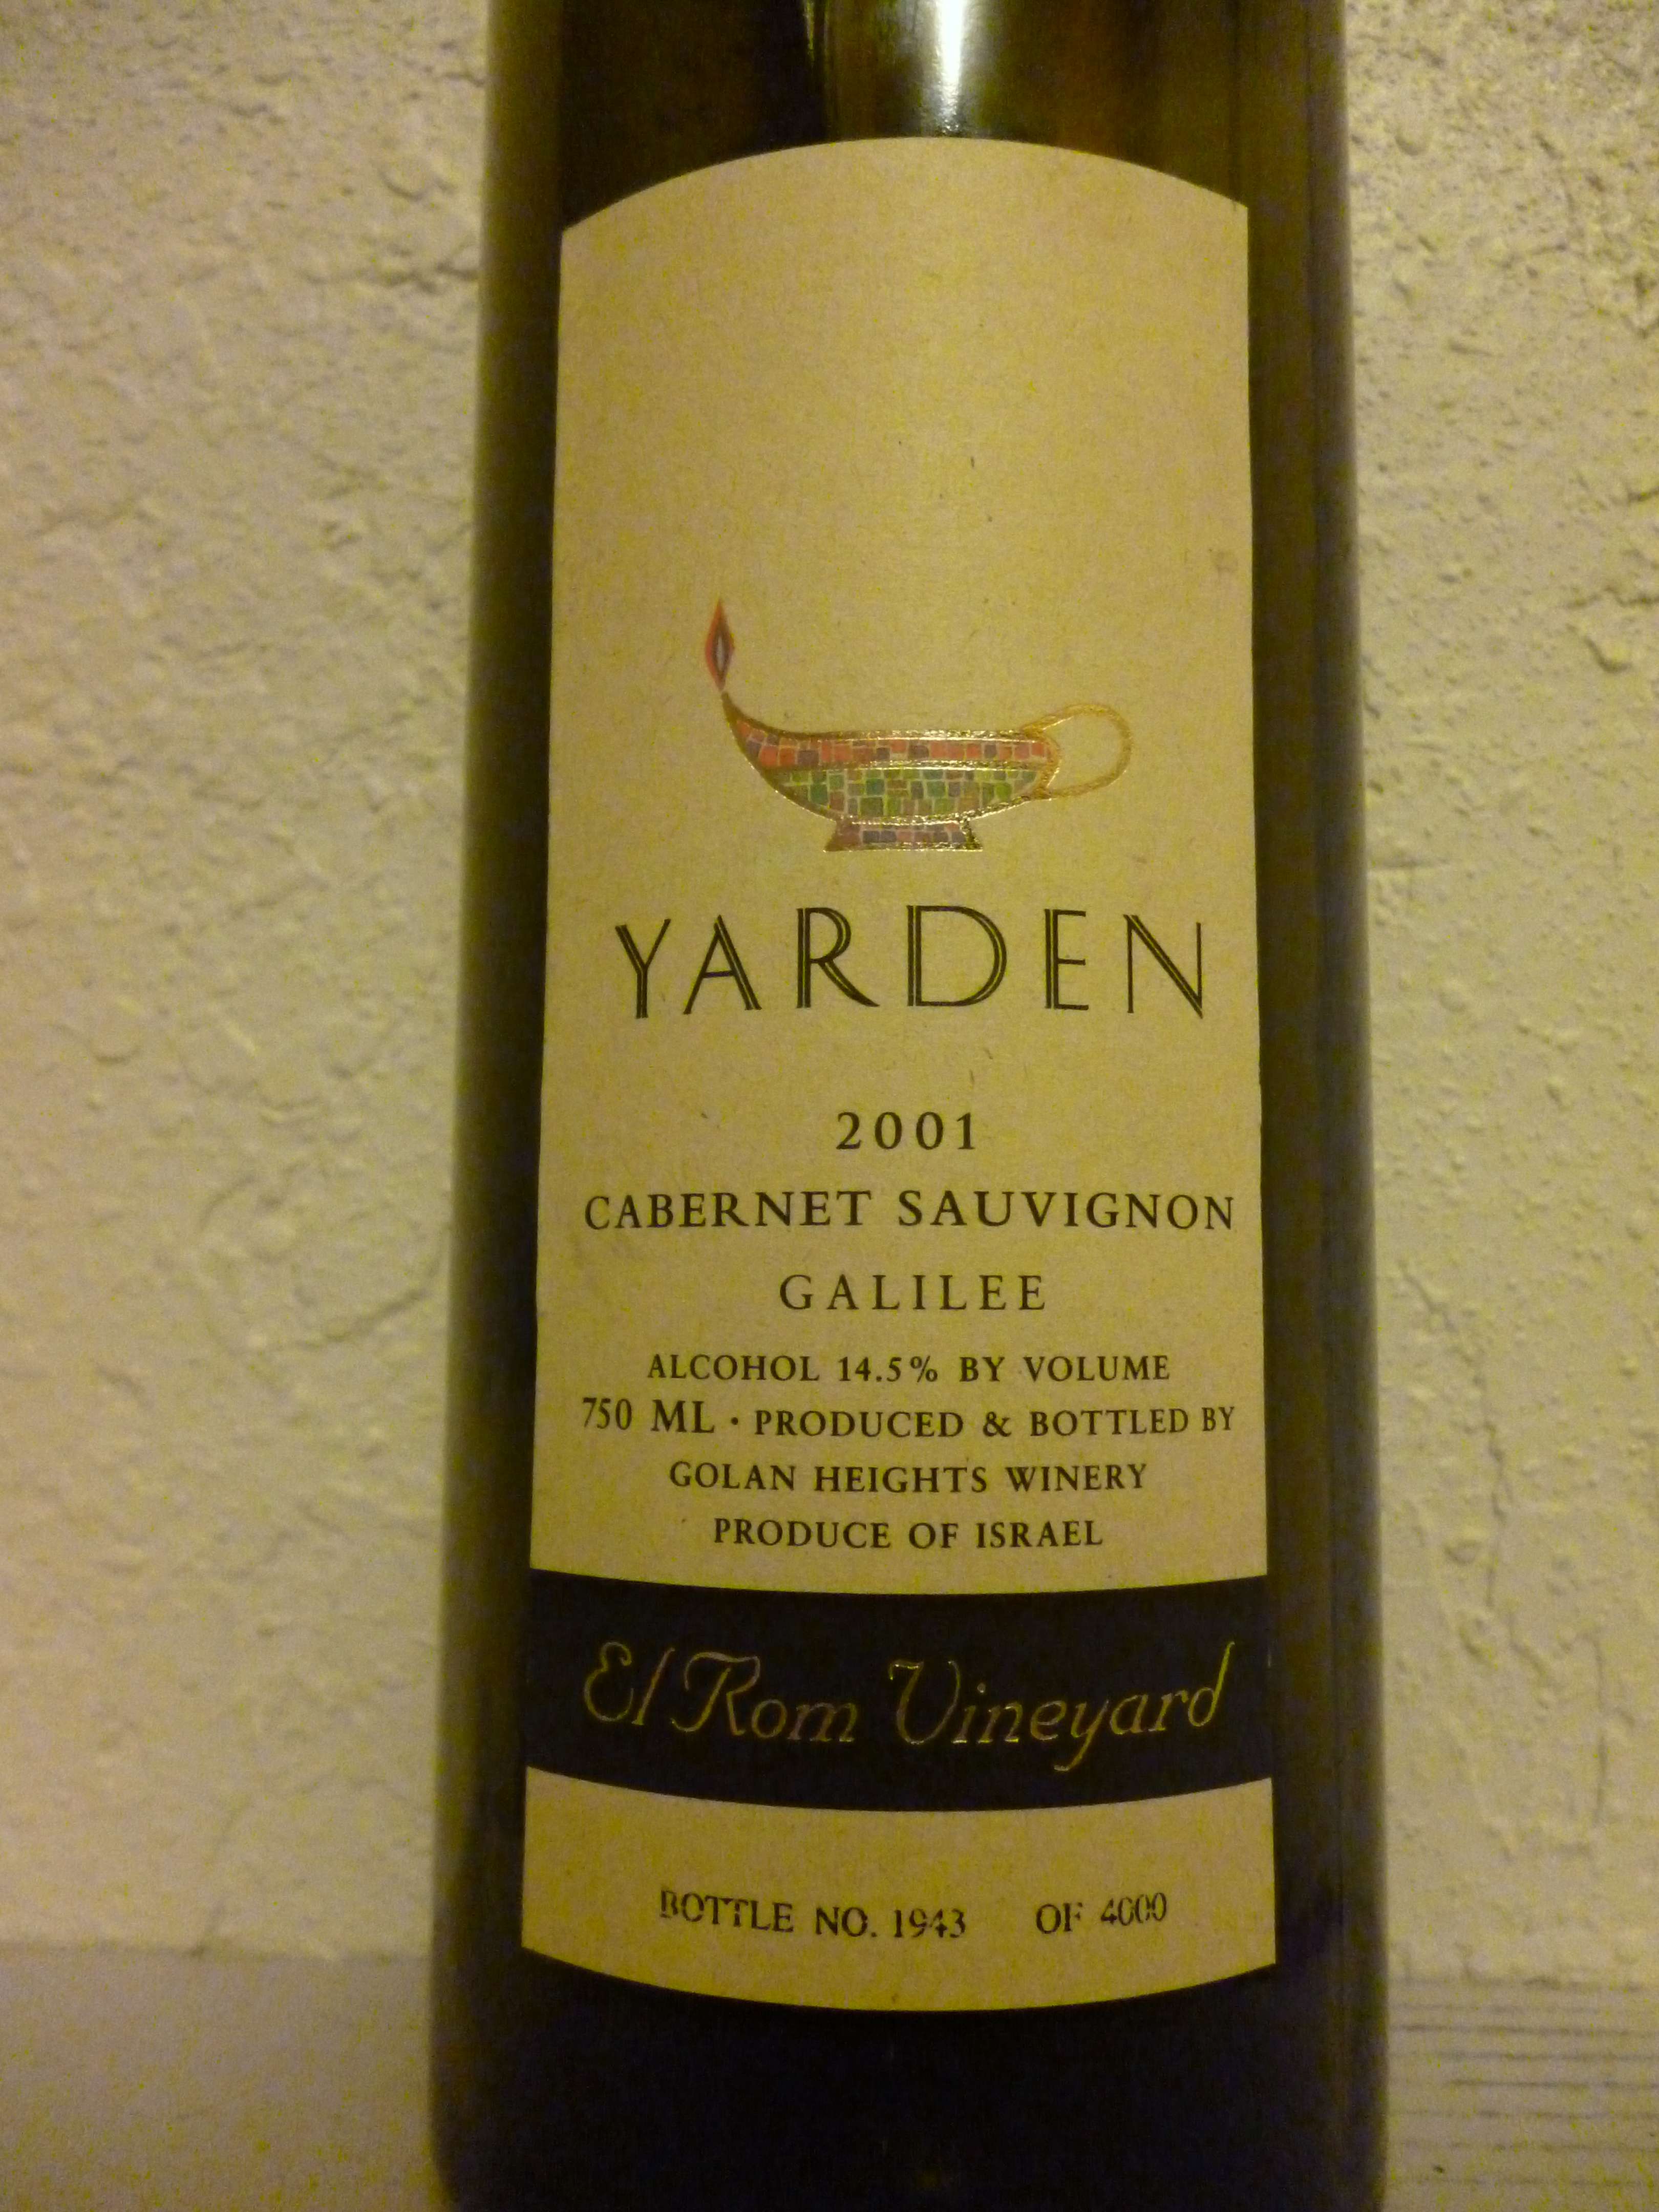 YARDEN
2001
CABERNET SAUVIGNON
GALILEE
ALCOHOL 14.5% BY VOLUME
750 ML · PRODUCED & BOTTLED BY
GOLAN HEIGHTS WINERY
PRODUCE OF ISRAEL
El Rom Vineyard
BOTTLE NO. 1943 OF 4000